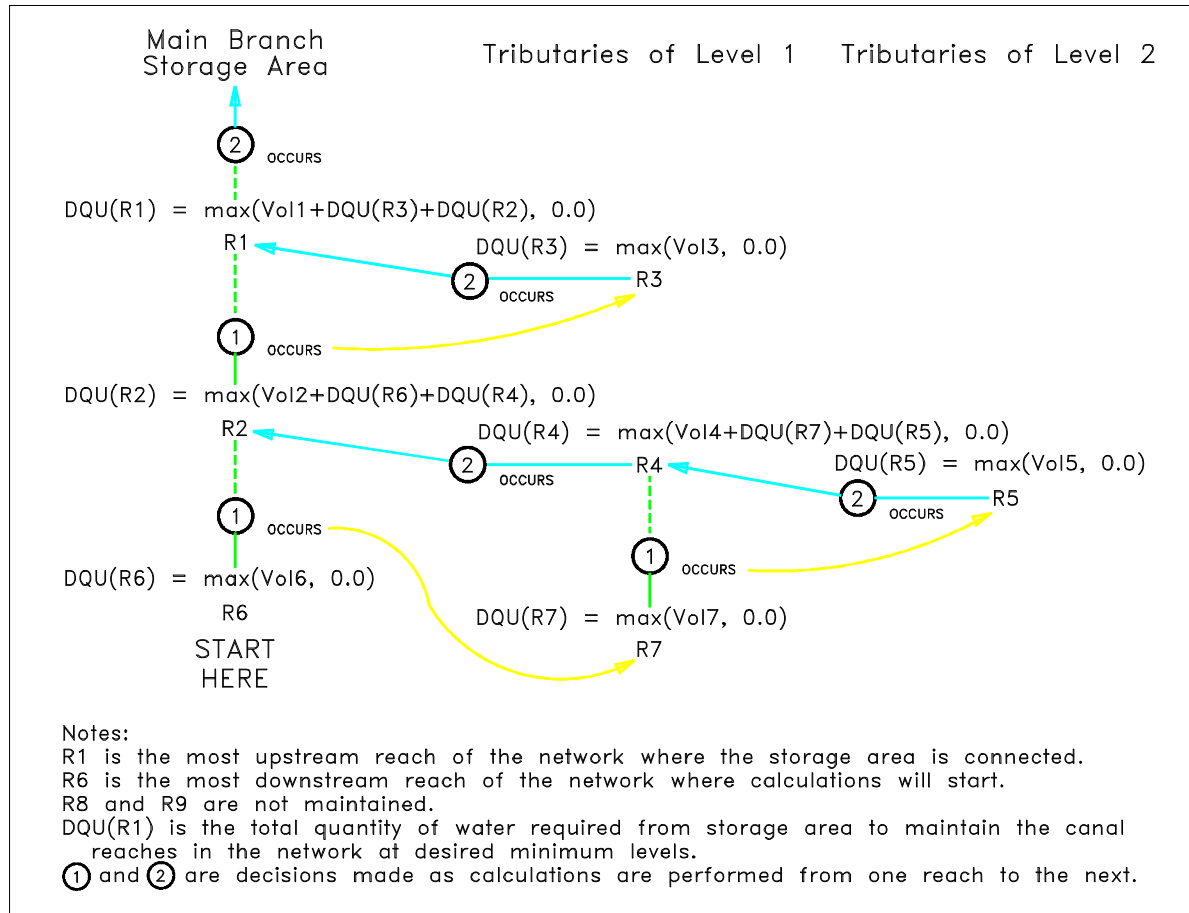 Main Branch
Storage Area
Tributaries of Level 1
Tributaries of Level 2
2
OCCURS
DQU(R1) = max(Vol1+DQU(R3)+DQU(R2), 0.0)
R1
DQU(R3) = max(Vol3, 0.0)
2
OCCURS
R3
1
OCCURS
DQU(R2) = max(Vol2+DQU(R6)+DQU(R4), 0.0)
R2
DQU(R4) = max(Vol4+DQU(R7)+DQU(R5), 0.0)
2
OCCURS
R4
DQU(R5) = max(Vol5, 0.0)
2
OCCURS
R5
1
OCCURS
1
OCCURS
DQU(R6) = max(Vol6, 0.0)
R6
START
HERE
DQU(R7) = max(Vol7, 0.0)
R7
Notes:
R1 is the most upstream reach of the network where the storage area is connected.
R6 is the most downstream reach of the network where calculations will start.
R8 and R9 are not maintained.
DQU(R1) is the total quantity of water required from storage area to maintain the canal
reaches in the network at desired minimum levels.
1 and 2 are decisions made as calculations are performed from one reach to the next.